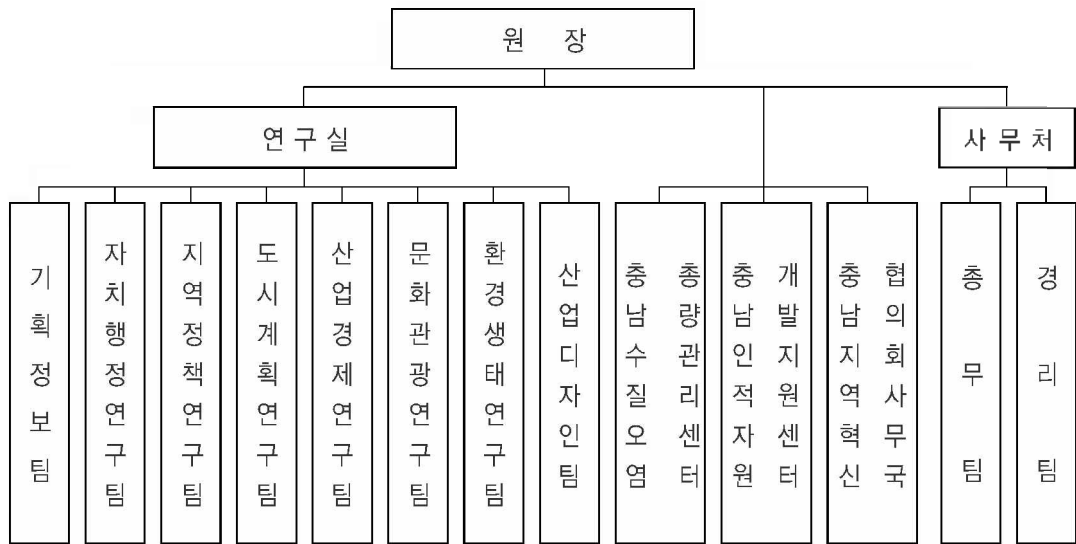 원 장
연구실
사무처
기획정보팀
자치행정연구팀
지역정책연구팀
도시계획연구팀
산업경제연구팀
문화관광연구팀
환경생태연구팀
산업디자인팀
충남수질오염
총량관리센터
충남인적자원
개발지원센터
충남지역혁신
협의회사무국
총무팀
경리팀